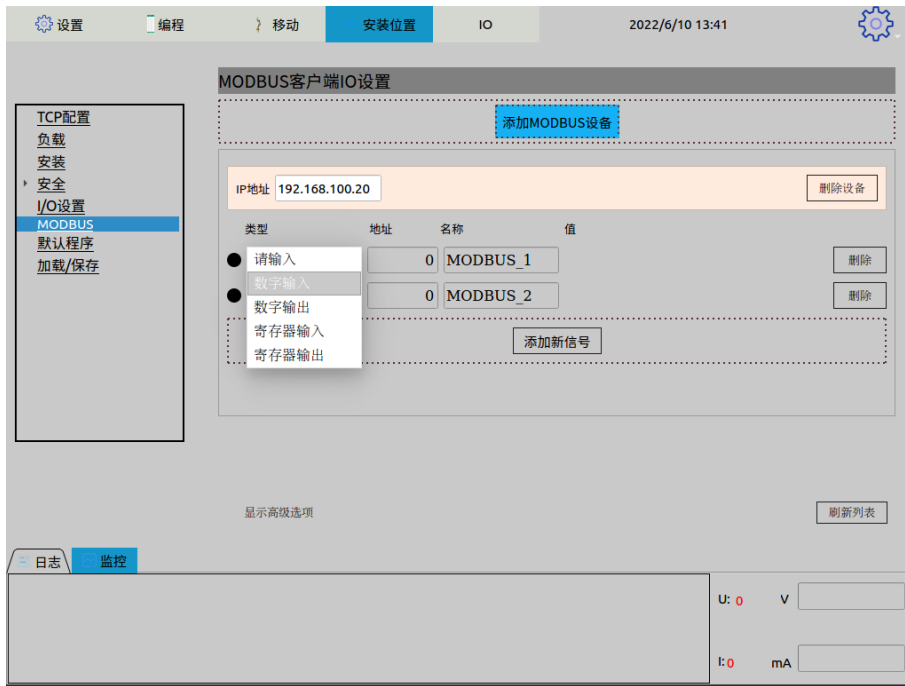 设置 编程 移动 安装位置 IO 2022/6/10 13:41
MODBUS客户端IO设置
添加MODBUS设备
TCP配置
负载
安装
安全
I/O设置
MODBUS
默认程序
加载/保存
IP地址 192.168.100.20 删除设备
类型 地址 名称 值
请输入 0 MODBUS_1 删除
数字输入 0 MODBUS_2 删除
数字输出
寄存器输入
寄存器输出
添加新信号
显示高级选项 刷新列表
日志 监控
U: 0 V
I: 0 mA